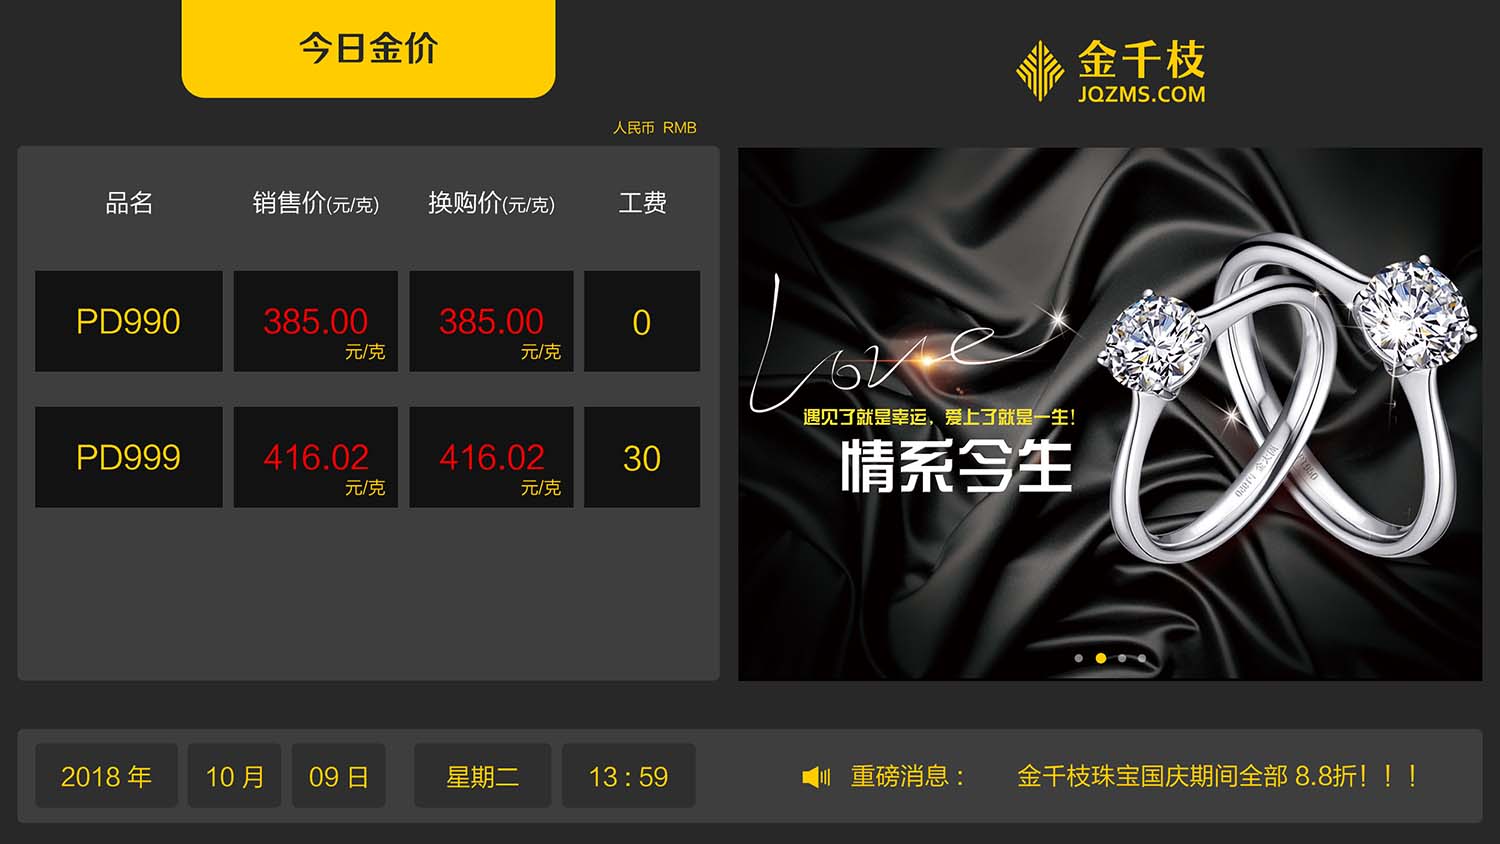 今日金价
金千枝
JQZMS.COM
人民币 RMB
品名 销售价(元/克) 换购价(元/克) 工费
PD990 385.00 元/克 385.00 元/克 0
PD999 416.02 元/克 416.02 元/克 30
Love
遇见了就是幸运，爱上了就是一生！
情系今生
2018 年 10 月 09 日 星期二 13 : 59
重磅消息： 金千枝珠宝国庆期间全部 8.8折！！！